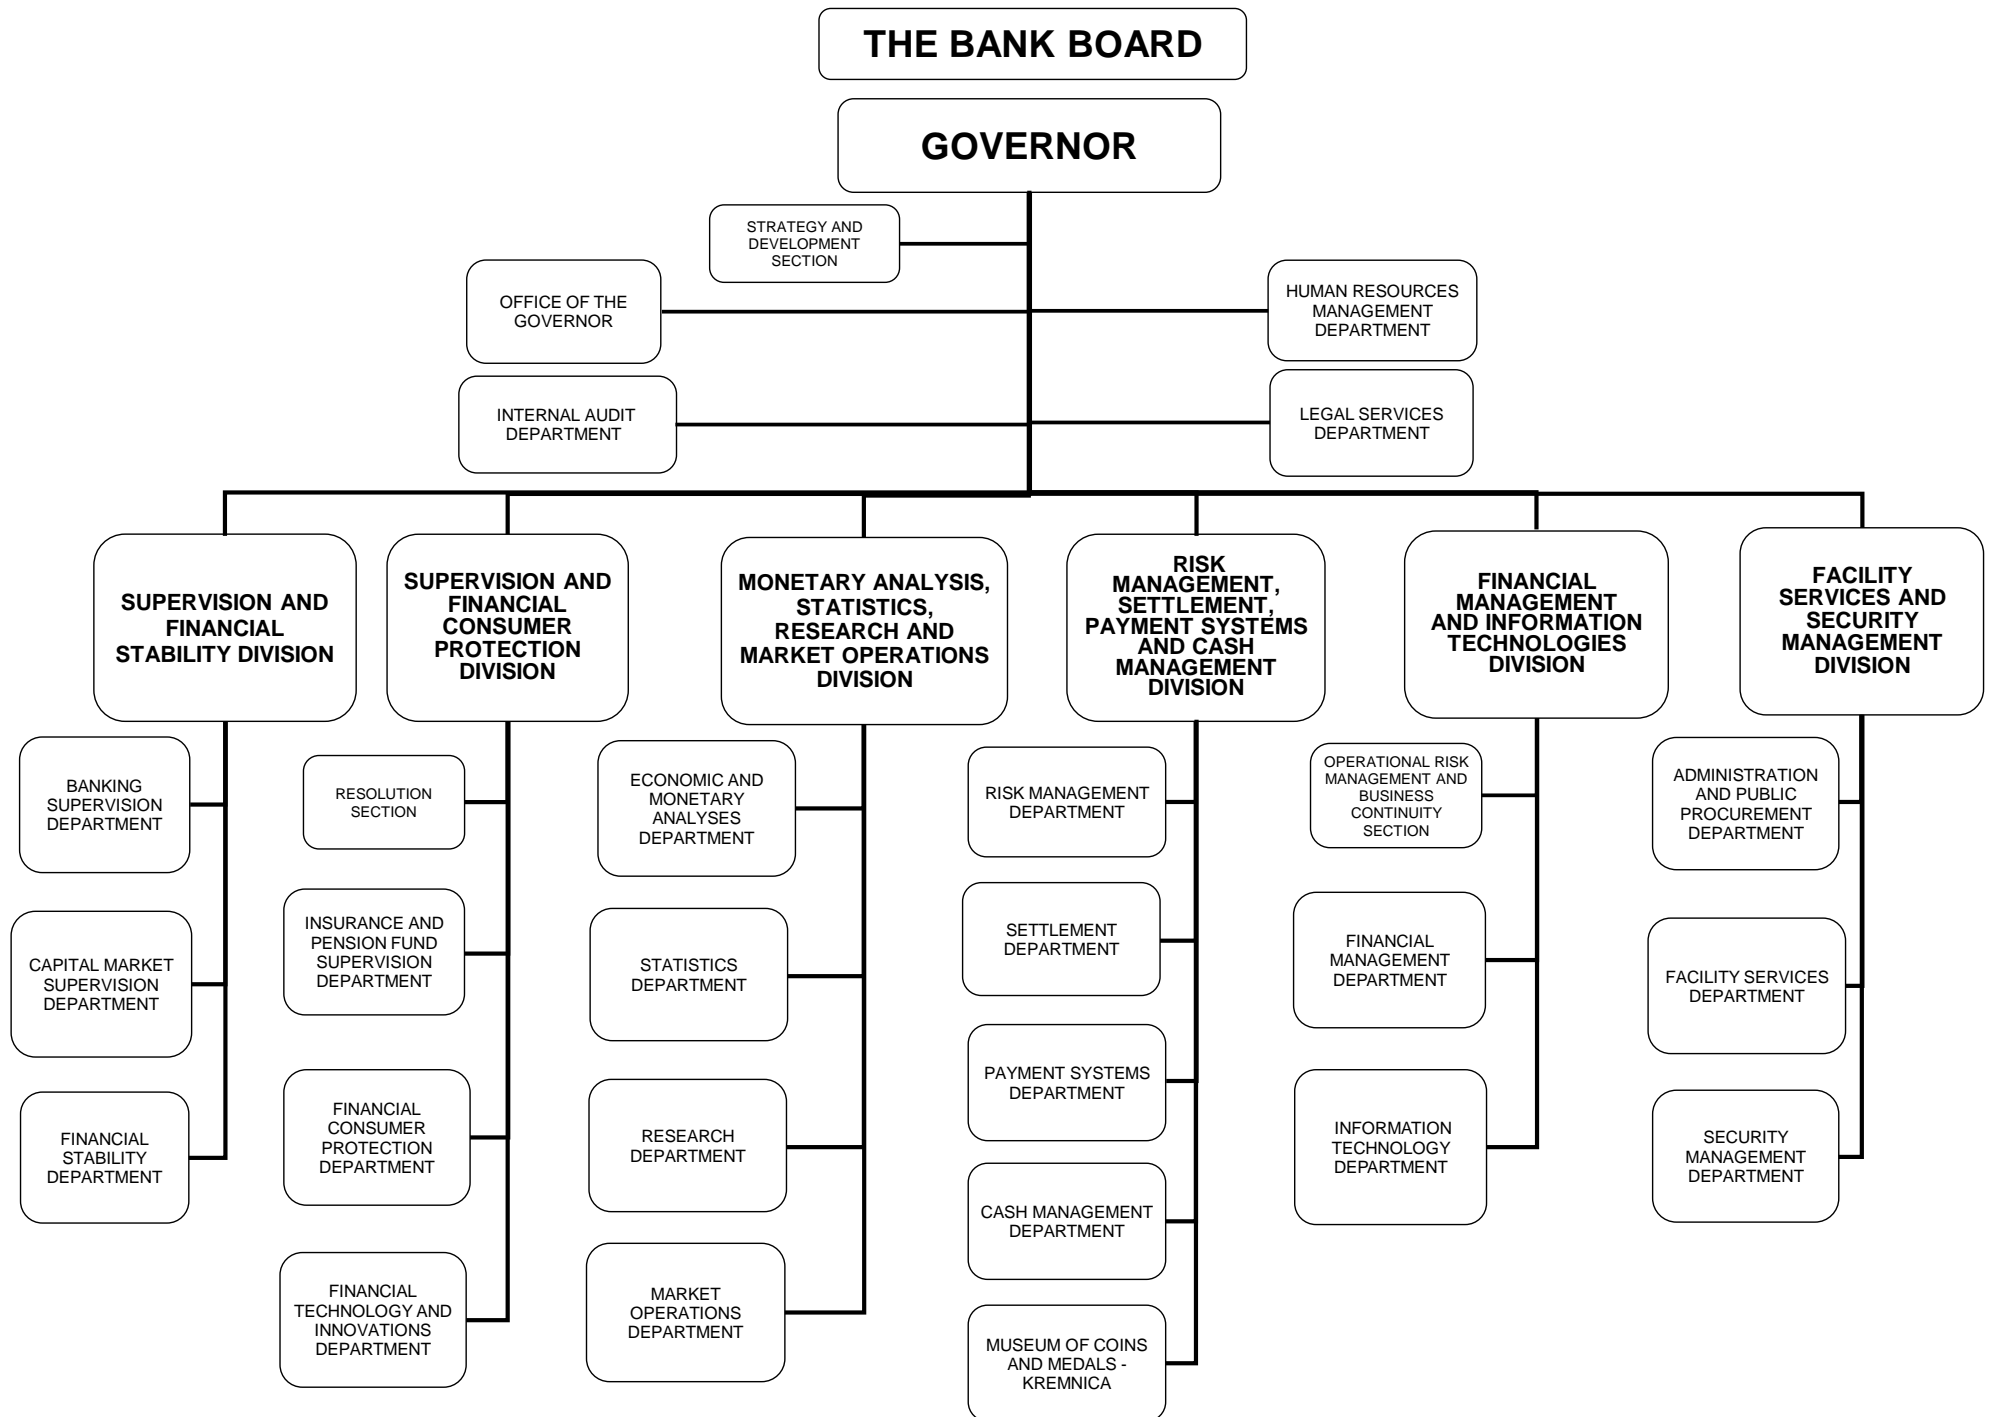 THE BANK BOARD
GOVERNOR
STRATEGY AND
DEVELOPMENT
SECTION
OFFICE OF THE
GOVERNOR
HUMAN RESOURCES
MANAGEMENT
DEPARTMENT
INTERNAL AUDIT
DEPARTMENT
LEGAL SERVICES
DEPARTMENT
SUPERVISION AND
FINANCIAL
STABILITY DIVISION
SUPERVISION AND
FINANCIAL
CONSUMER
PROTECTION
DIVISION
MONETARY ANALYSIS,
STATISTICS,
RESEARCH AND
MARKET OPERATIONS
DIVISION
RISK
MANAGEMENT,
SETTLEMENT,
PAYMENT SYSTEMS
AND CASH
MANAGEMENT
DIVISION
FINANCIAL
MANAGEMENT
AND INFORMATION
TECHNOLOGIES
DIVISION
FACILITY
SERVICES AND
SECURITY
MANAGEMENT
DIVISION
BANKING
SUPERVISION
DEPARTMENT
CAPITAL MARKET
SUPERVISION
DEPARTMENT
FINANCIAL
STABILITY
DEPARTMENT
RESOLUTION
SECTION
INSURANCE AND
PENSION FUND
SUPERVISION
DEPARTMENT
FINANCIAL
CONSUMER
PROTECTION
DEPARTMENT
FINANCIAL
TECHNOLOGY AND
INNOVATIONS
DEPARTMENT
ECONOMIC AND
MONETARY
ANALYSES
DEPARTMENT
STATISTICS
DEPARTMENT
RESEARCH
DEPARTMENT
MARKET
OPERATIONS
DEPARTMENT
RISK MANAGEMENT
DEPARTMENT
SETTLEMENT
DEPARTMENT
PAYMENT SYSTEMS
DEPARTMENT
CASH MANAGEMENT
DEPARTMENT
MUSEUM OF COINS
AND MEDALS -
KREMNICA
OPERATIONAL RISK
MANAGEMENT AND
BUSINESS
CONTINUITY
SECTION
FINANCIAL
MANAGEMENT
DEPARTMENT
INFORMATION
TECHNOLOGY
DEPARTMENT
ADMINISTRATION
AND PUBLIC
PROCUREMENT
DEPARTMENT
FACILITY SERVICES
DEPARTMENT
SECURITY
MANAGEMENT
DEPARTMENT